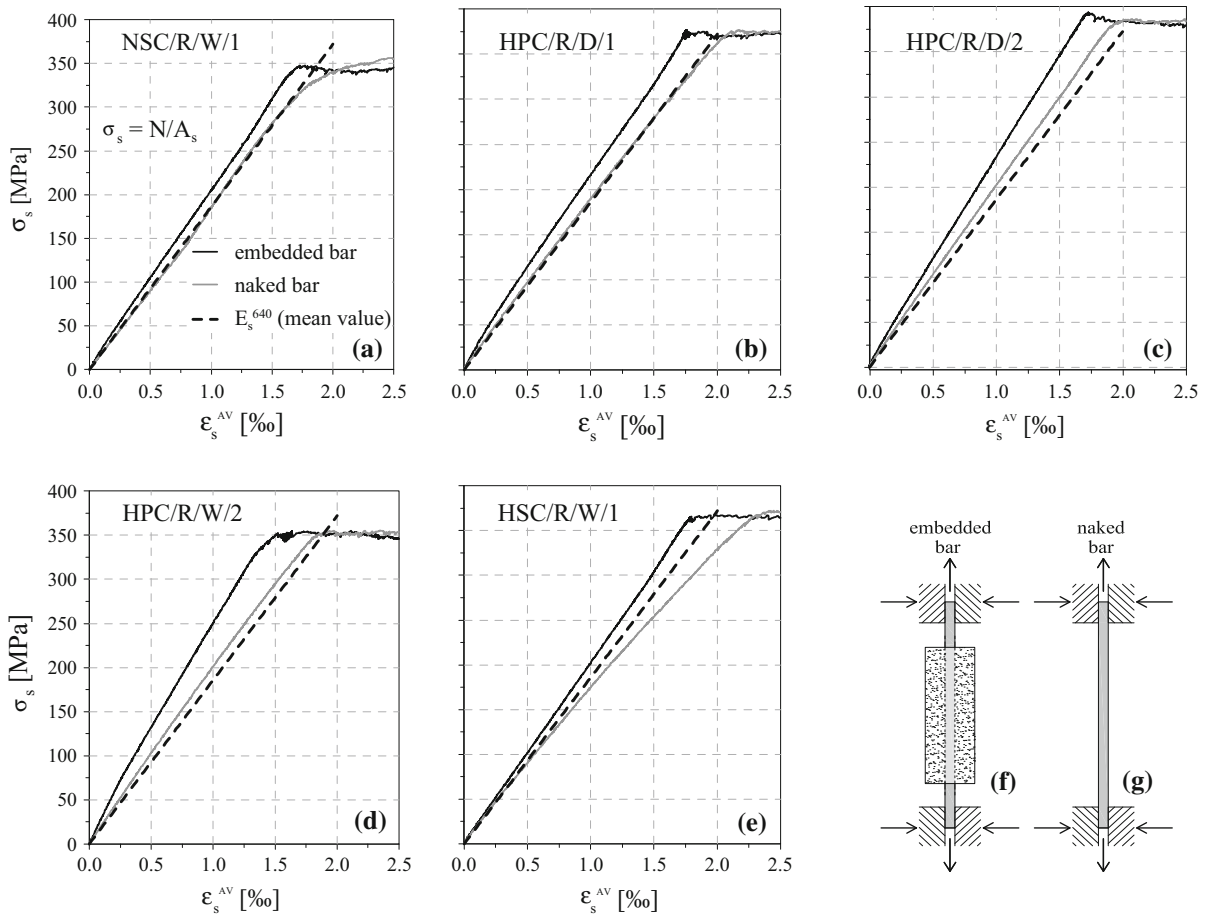 NSC/R/W/1
HPC/R/D/1
HPC/R/D/2
400
350
300
250
200
150
100
50
0
σs [MPa]
σs = N/As
embedded bar
naked bar
Es640 (mean value)
(a)
(b)
(c)
0.0 0.5 1.0 1.5 2.0 2.5
0.0 0.5 1.0 1.5 2.0 2.5
0.0 0.5 1.0 1.5 2.0 2.5
εsAV [‰]
εsAV [‰]
εsAV [‰]
HPC/R/W/2
HSC/R/W/1
400
350
300
250
200
150
100
50
0
σs [MPa]
(d)
(e)
0.0 0.5 1.0 1.5 2.0 2.5
0.0 0.5 1.0 1.5 2.0 2.5
εsAV [‰]
εsAV [‰]
embedded
bar
naked
bar
(f)
(g)